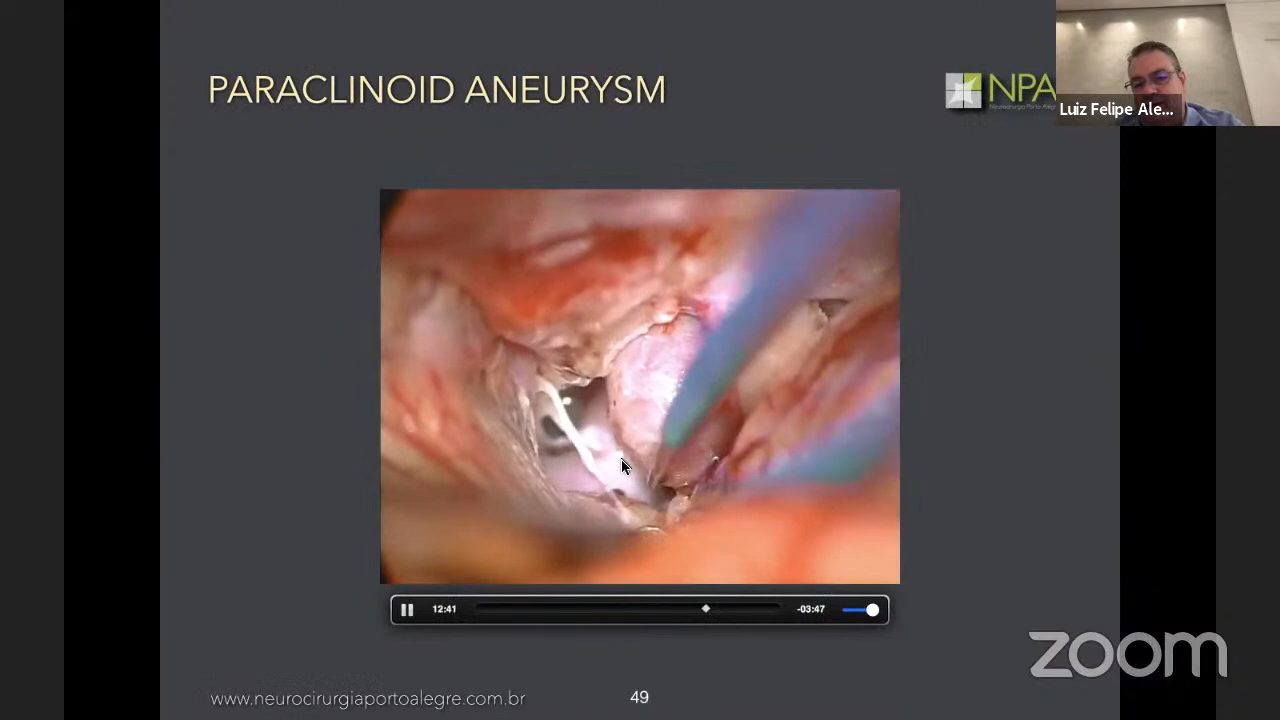 PARACLINOID ANEURYSM
NPA
Luiz Felipe Ale...
12:41
-03:47
zoom
www.neurocirurgiaportoalegre.com.br
49